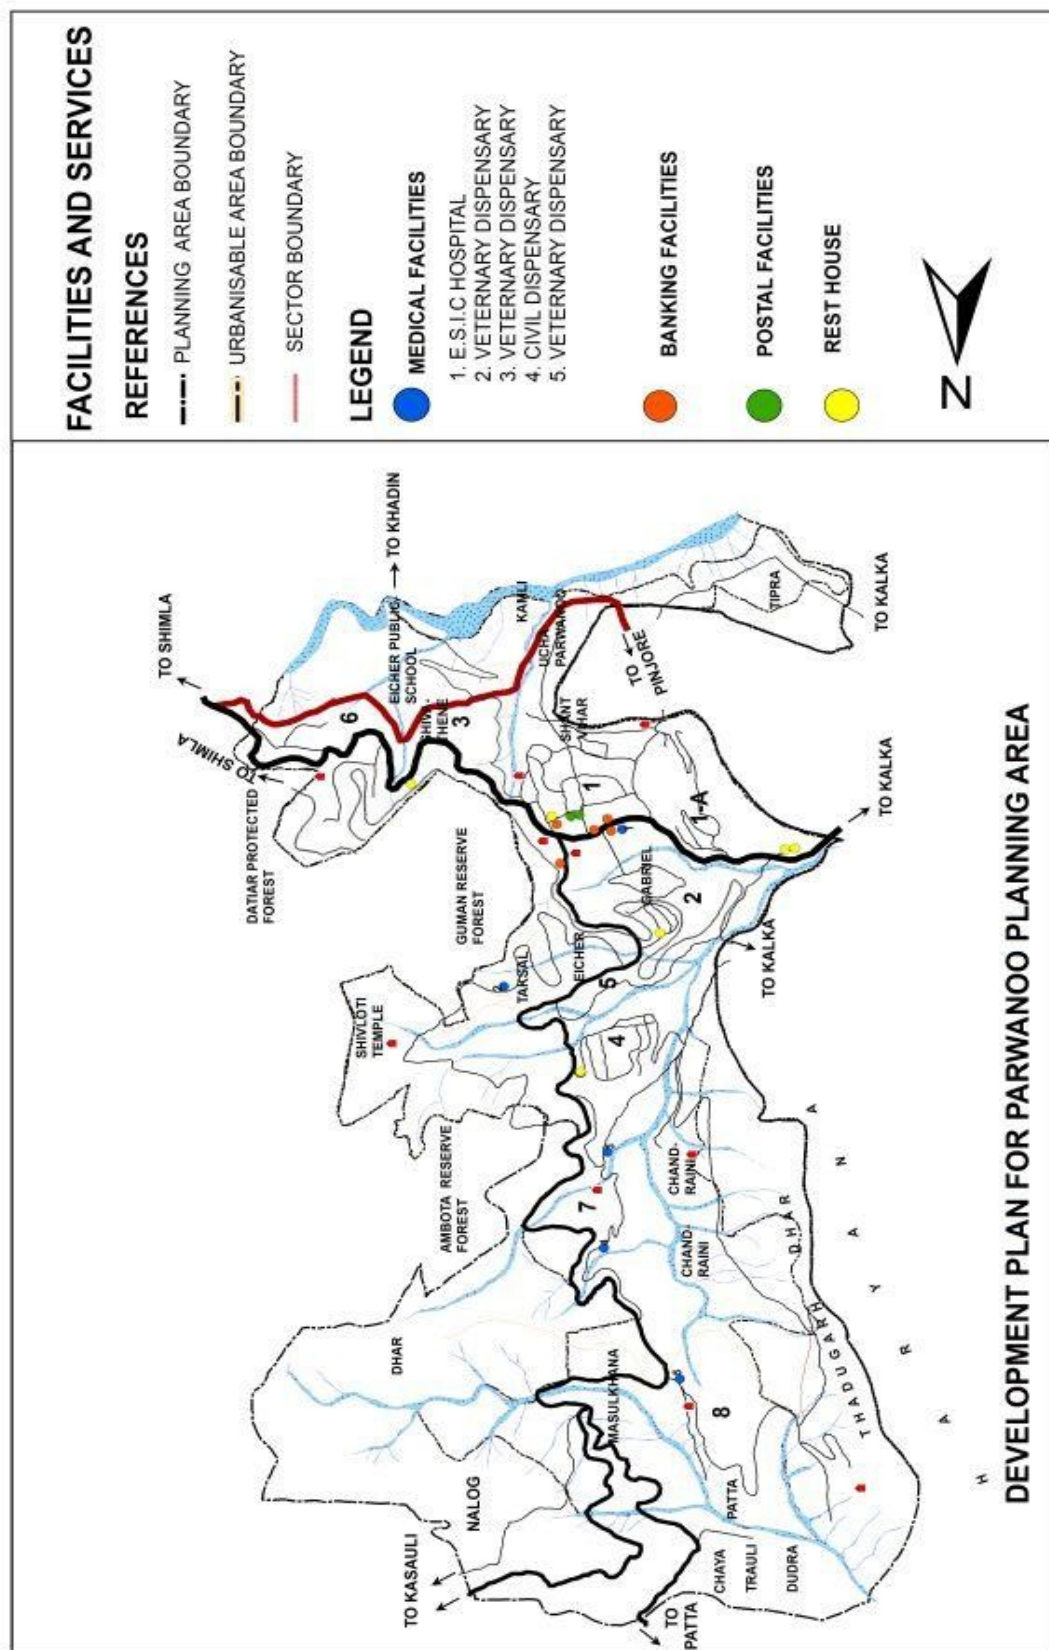 FACILITIES AND SERVICES
REFERENCES
PLANNING AREA BOUNDARY
URBANISABLE AREA BOUNDARY
SECTOR BOUNDARY
LEGEND
MEDICAL FACILITIES
1. E.S.I.C HOSPITAL
2. VETERNARY DISPENSARY
3. VETERNARY DISPENSARY
4. CIVIL DISPENSARY
5. VETERNARY DISPENSARY
BANKING FACILITIES
POSTAL FACILITIES
REST HOUSE
N
TO SHIMLA
TO KHADIN
TO SHIMLA
EICHER PUBLIC
SCHOOL
6
3
KAMLI
UCHA
PARWANOO
TO
PINJORE
TIPRA
TO KALKA
DATIAR PROTECTED
FOREST
GUMAN RESERVE
FOREST
1
1-A
TO KALKA
GABRIEL
2
EICHER
5
TAKSAL
TO KALKA
SHIVLOTI
TEMPLE
4
AMBOTA RESERVE
FOREST
7
CHAND-
RAINI
CHAND-
RAINI
DHAR
DHAR
MASULKHANA
8
THADUGARH
HARYANA
NALOG
TO KASAULI
PATTA
CHAYA
TRAULI
DUDRA
TO
PATTA
DEVELOPMENT PLAN FOR PARWANOO PLANNING AREA